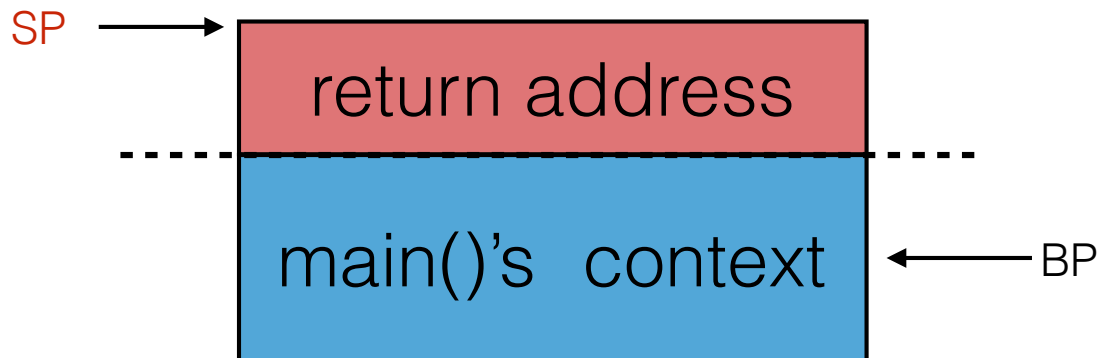 SP
return address
main()’s context
BP